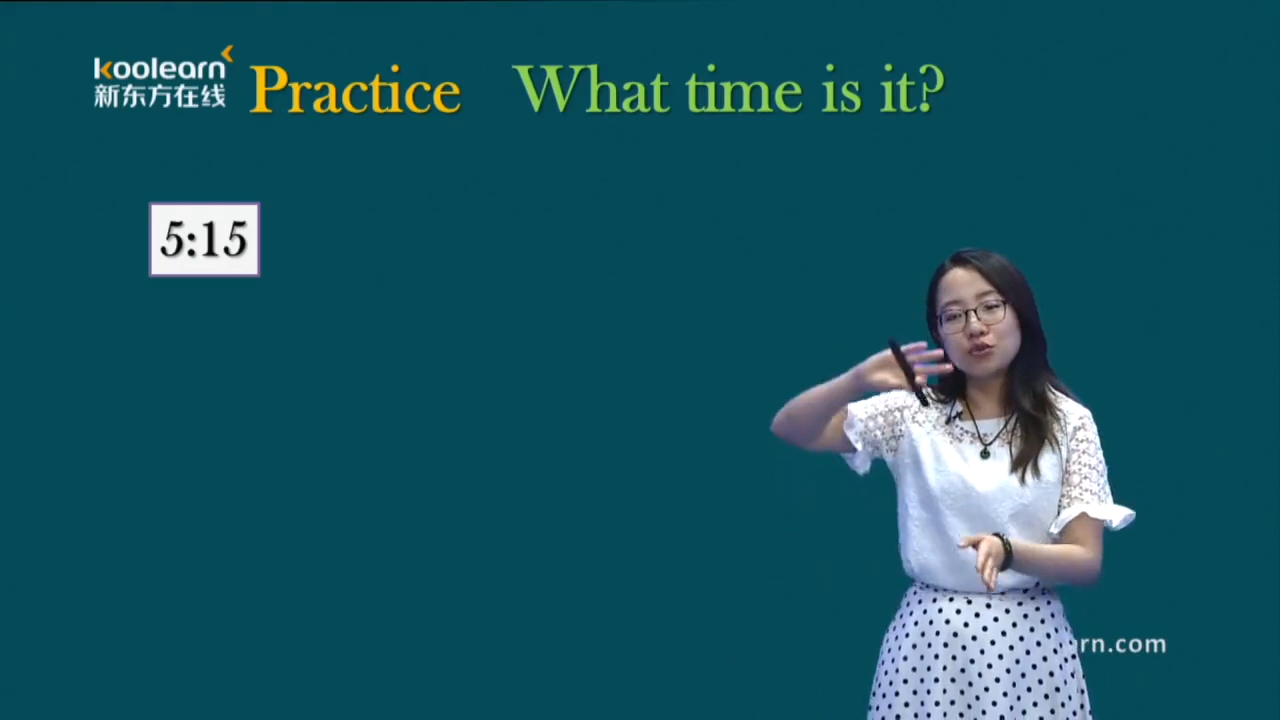 koolearn
新东方在线
Practice What time is it?
5:15
rn.com